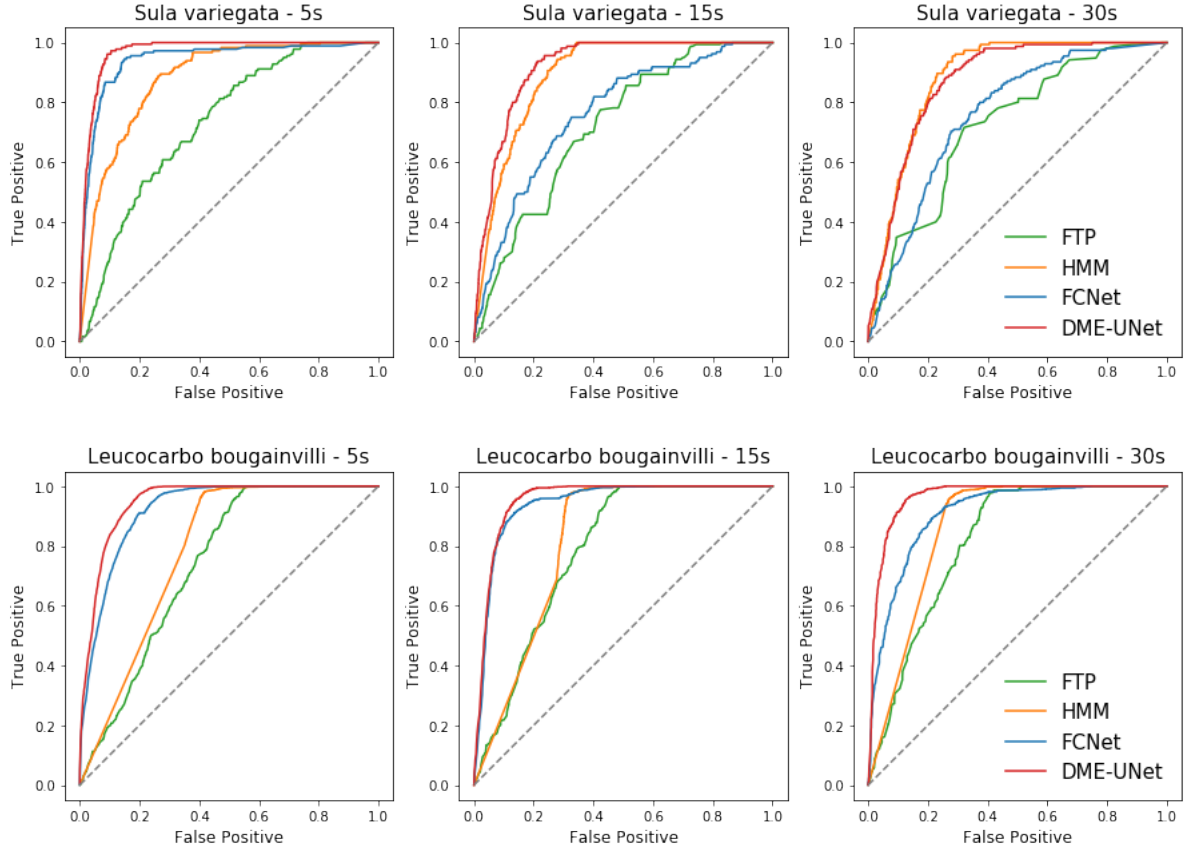 Sula variegata - 5s
1.0
0.8
0.6
0.4
0.2
0.0
True Positive
0.0 0.2 0.4 0.6 0.8 1.0
False Positive
Sula variegata - 15s
1.0
0.8
0.6
0.4
0.2
0.0
True Positive
0.0 0.2 0.4 0.6 0.8 1.0
False Positive
Sula variegata - 30s
1.0
0.8
0.6
0.4
0.2
0.0
True Positive
FTP
HMM
FCNet
DME-UNet
0.0 0.2 0.4 0.6 0.8 1.0
False Positive
Leucocarbo bougainvilli - 5s
1.0
0.8
0.6
0.4
0.2
0.0
True Positive
0.0 0.2 0.4 0.6 0.8 1.0
False Positive
Leucocarbo bougainvilli - 15s
1.0
0.8
0.6
0.4
0.2
0.0
True Positive
0.0 0.2 0.4 0.6 0.8 1.0
False Positive
Leucocarbo bougainvilli - 30s
1.0
0.8
0.6
0.4
0.2
0.0
True Positive
FTP
HMM
FCNet
DME-UNet
0.0 0.2 0.4 0.6 0.8 1.0
False Positive